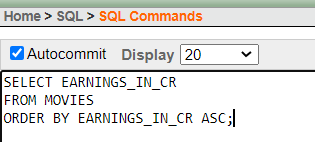 Home > SQL > SQL Commands
Autocommit Display 20
SELECT EARNINGS_IN_CR
FROM MOVIES
ORDER BY EARNINGS_IN_CR ASC;